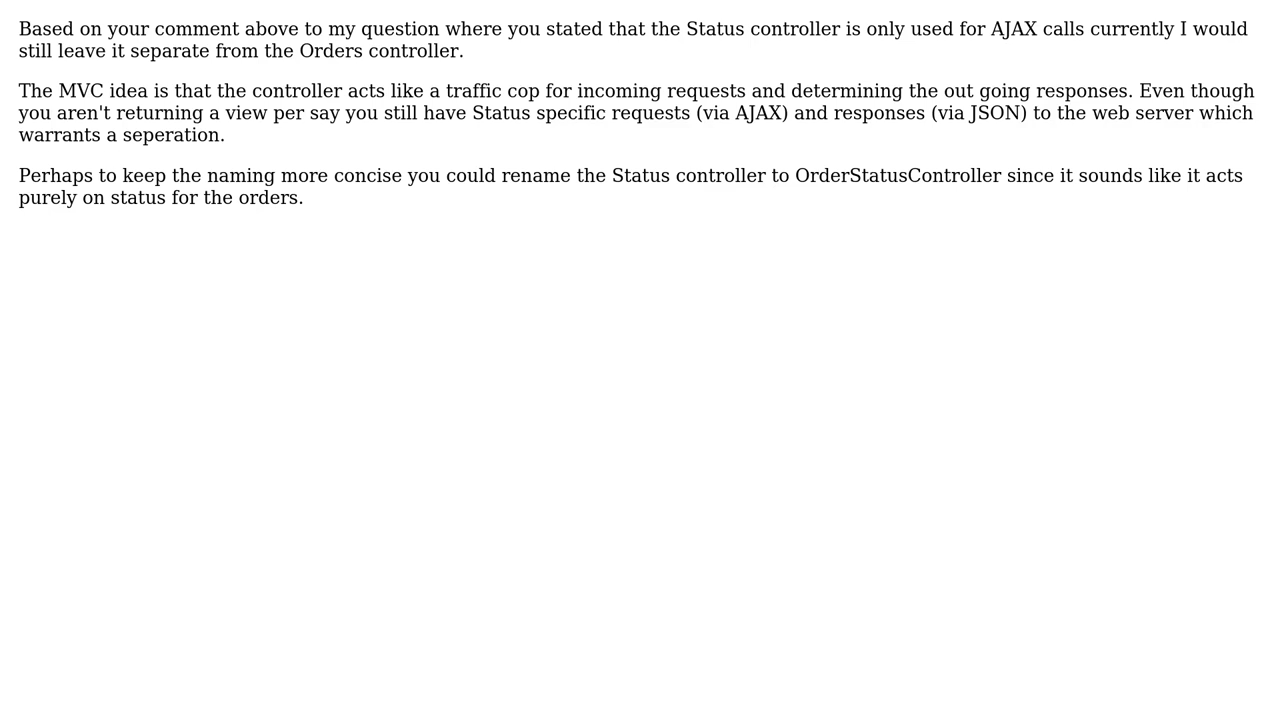 Based on your comment above to my question where you stated that the Status controller is only used for AJAX calls currently I would
still leave it separate from the Orders controller.
The MVC idea is that the controller acts like a traffic cop for incoming requests and determining the out going responses. Even though
you aren't returning a view per say you still have Status specific requests (via AJAX) and responses (via JSON) to the web server which
warrants a seperation.
Perhaps to keep the naming more concise you could rename the Status controller to OrderStatusController since it sounds like it acts
purely on status for the orders.